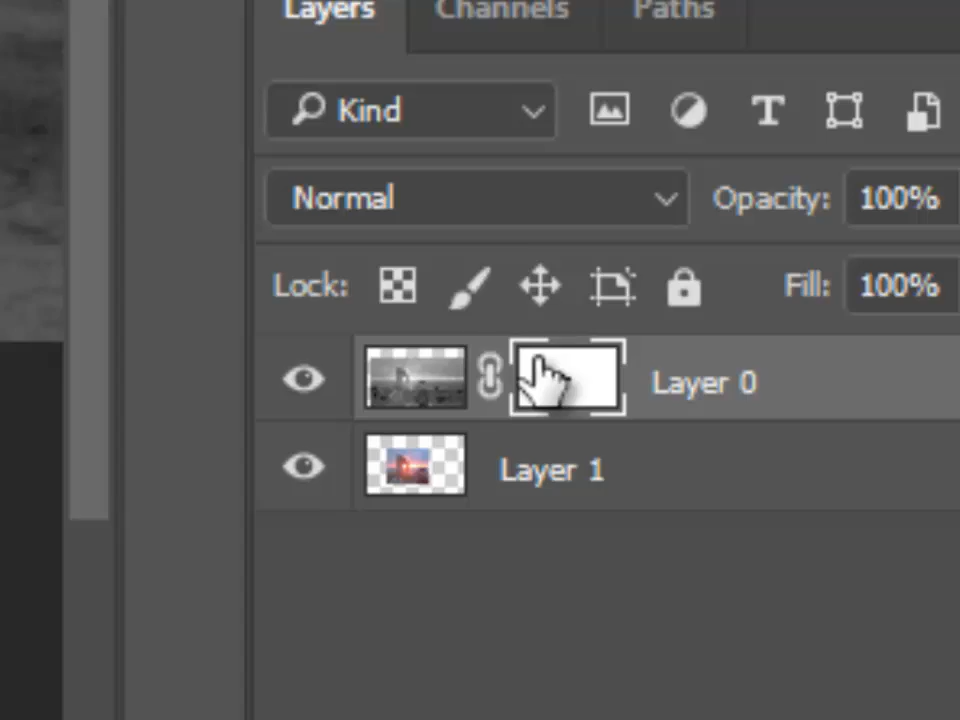 Layers Channels Paths
Kind
Normal Opacity: 100%
Lock: Fill: 100%
Layer 0
Layer 1